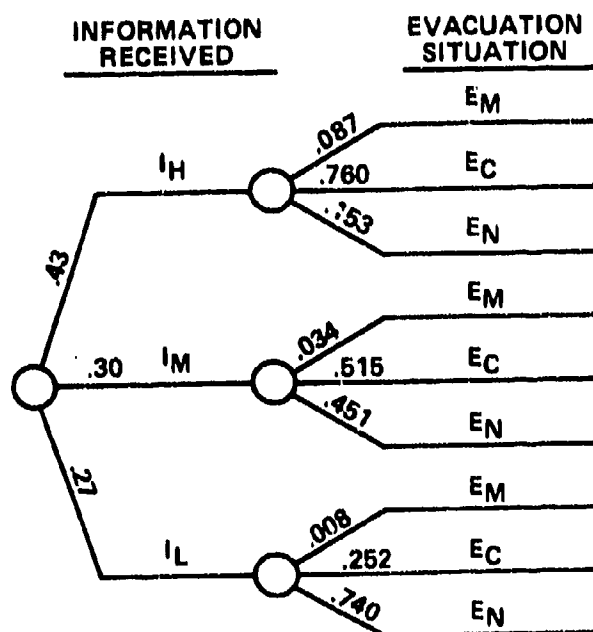 INFORMATION RECEIVED
EVACUATION SITUATION
.43
I_H
.087
E_M
.760
E_C
.153
E_N
.30
I_M
.034
E_M
.515
E_C
.451
E_N
.27
I_L
.008
E_M
.252
E_C
.740
E_N